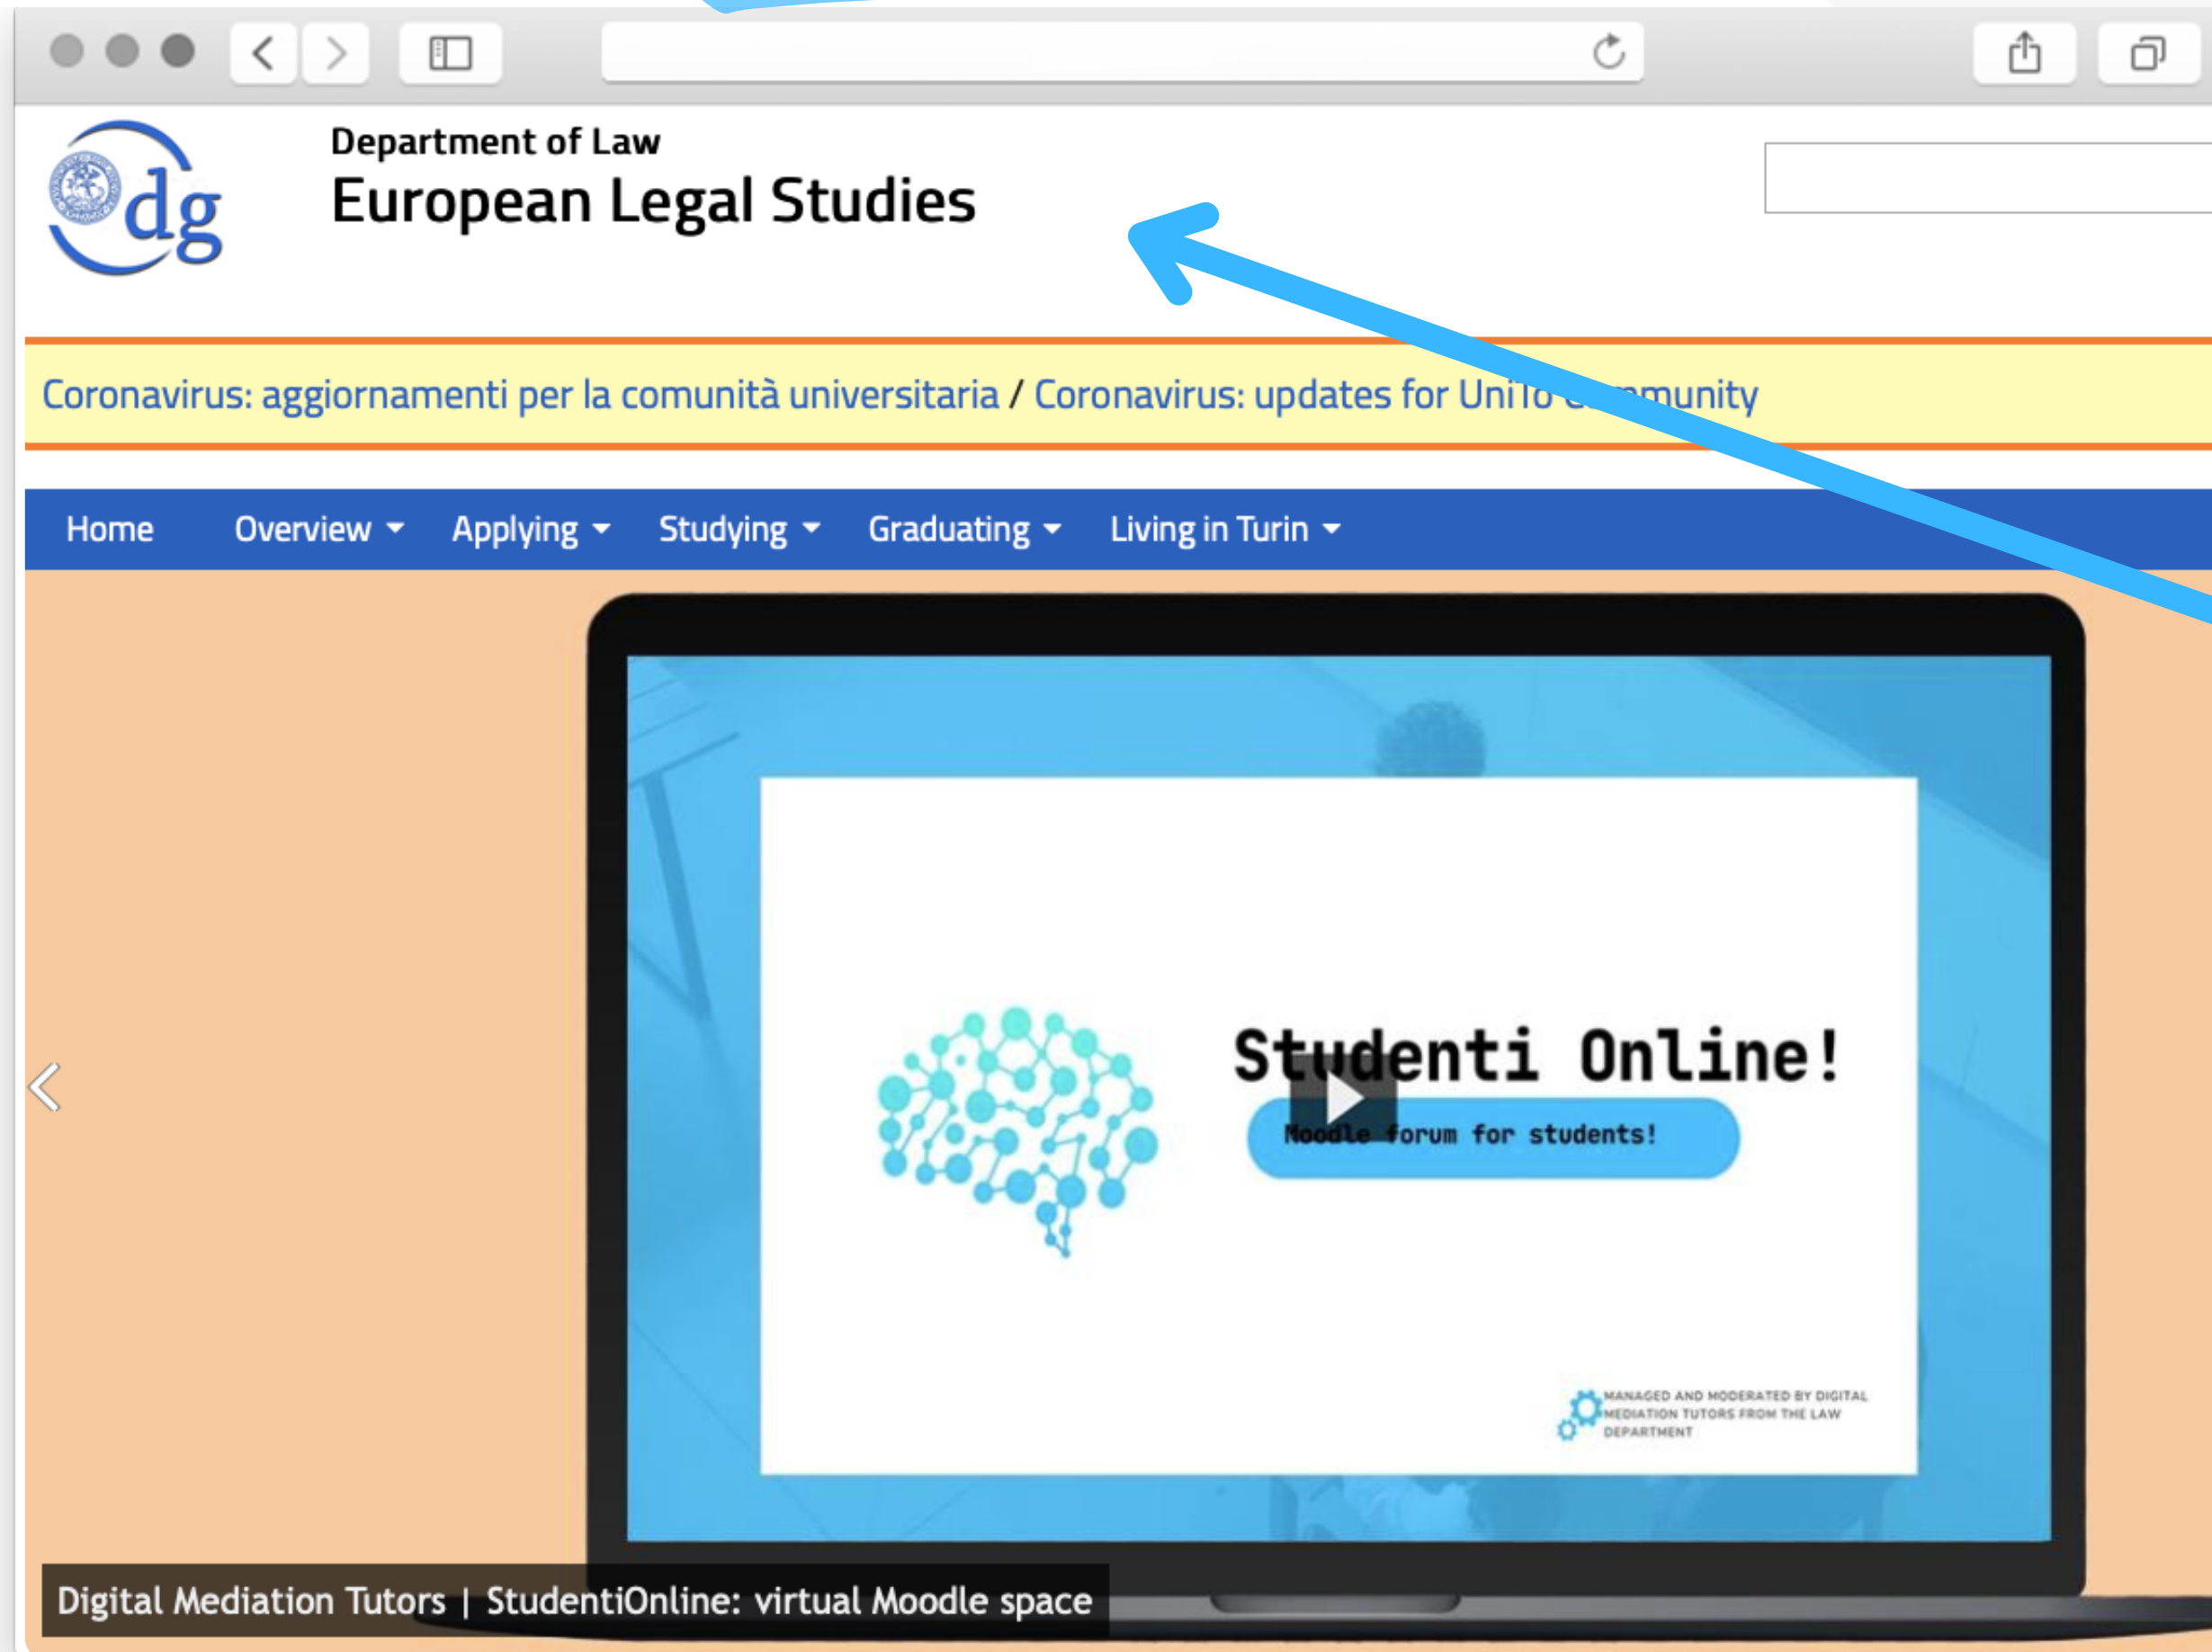 dg
Department of Law
European Legal Studies
Coronavirus: aggiornamenti per la comunità universitaria / Coronavirus: updates for UniTo Community
Home Overview Applying Studying Graduating Living in Turin
Studenti Online!
Moodle forum for students!
MANAGED AND MODERATED BY DIGITAL
MEDIATION TUTORS FROM THE LAW
DEPARTMENT
Digital Mediation Tutors | StudentiOnline: virtual Moodle space